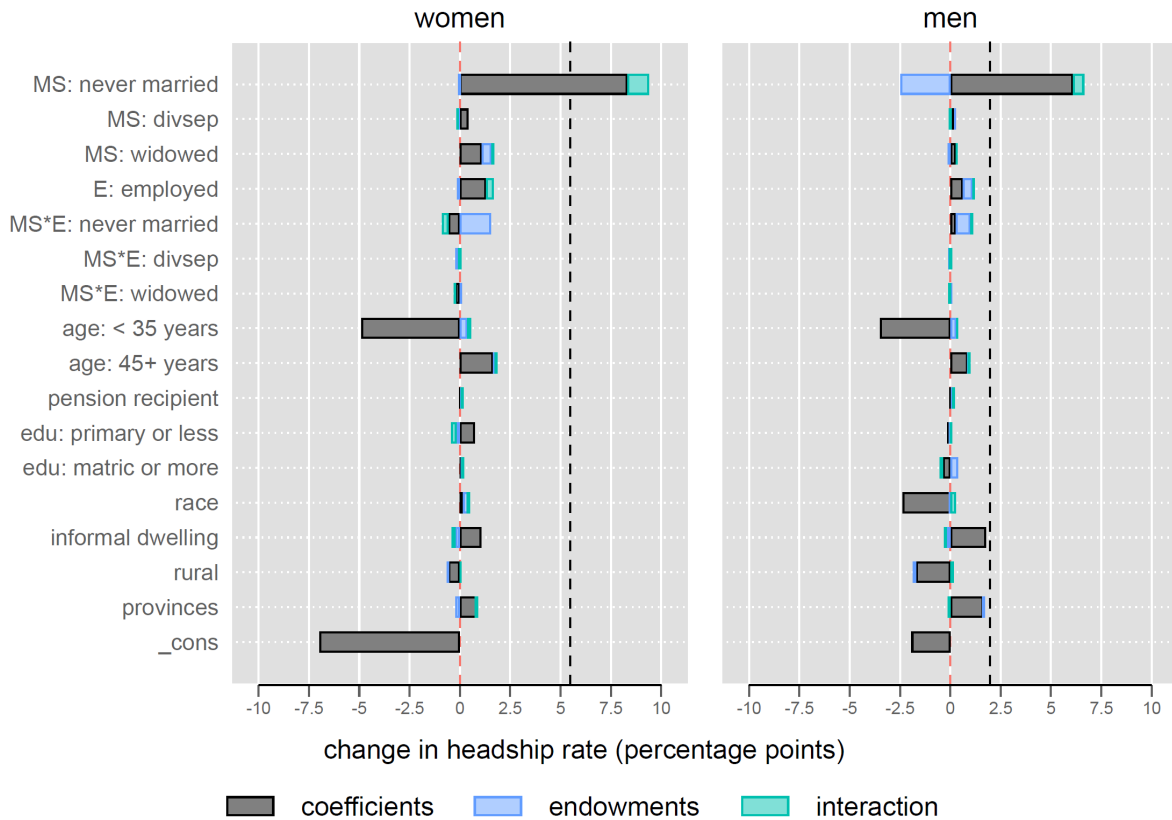 women men
MS: never married
MS: divsep
MS: widowed
E: employed
MS*E: never married
MS*E: divsep
MS*E: widowed
age: < 35 years
age: 45+ years
pension recipient
edu: primary or less
edu: matric or more
race
informal dwelling
rural
provinces
_cons
-10 -7.5 -5 -2.5 0 2.5 5 7.5 10 -10 -7.5 -5 -2.5 0 2.5 5 7.5 10
change in headship rate (percentage points)
coefficients endowments interaction